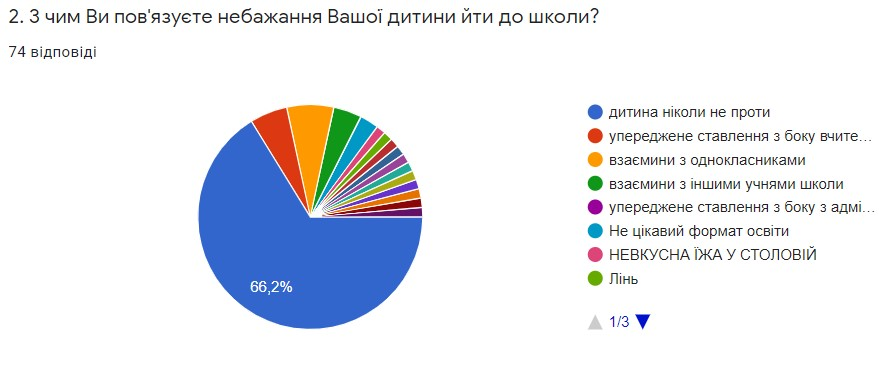 2. З чим Ви пов'язуєте небажання Вашої дитини йти до школи?
74 відповіді
дитина ніколи не проти
упереджене ставлення з боку вчите…
взаємини з однокласниками
взаємини з іншими учнями школи
упереджене ставлення з боку з адмі…
Не цікавий формат освіти
НЕВКУСНА ЇЖА У СТОЛОВІЙ
Лінь
66,2%
1/3